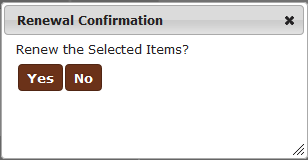 Renewal Confirmation
Renew the Selected Items?
Yes No